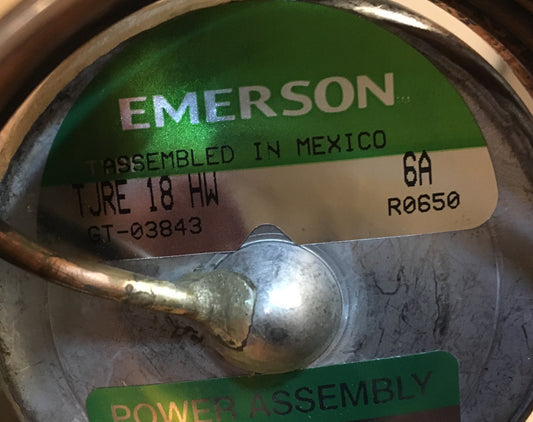 EMERSON
ASSEMBLED IN MEXICO
TJRE 18 HW 6A
GT-03843 R0650
POWER ASSEMBLY